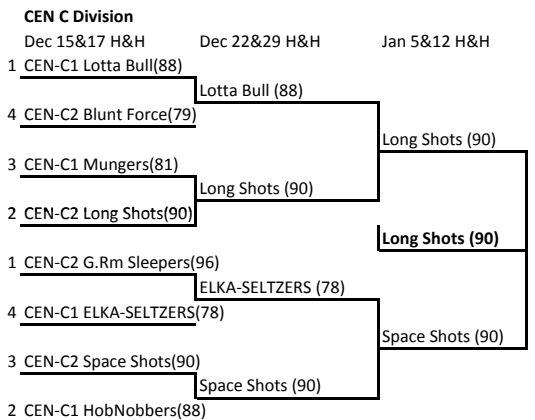 CEN C Division
Dec 15&17 H&H Dec 22&29 H&H Jan 5&12 H&H
1 CEN-C1 Lotta Bull(88)
Lotta Bull (88)
4 CEN-C2 Blunt Force(79)
Long Shots (90)
3 CEN-C1 Mungers(81)
Long Shots (90)
2 CEN-C2 Long Shots(90)
Long Shots (90)
1 CEN-C2 G.Rm Sleepers(96)
ELKA-SELTZERS (78)
4 CEN-C1 ELKA-SELTZERS(78)
Space Shots (90)
3 CEN-C2 Space Shots(90)
Space Shots (90)
2 CEN-C1 HobNobbers(88)